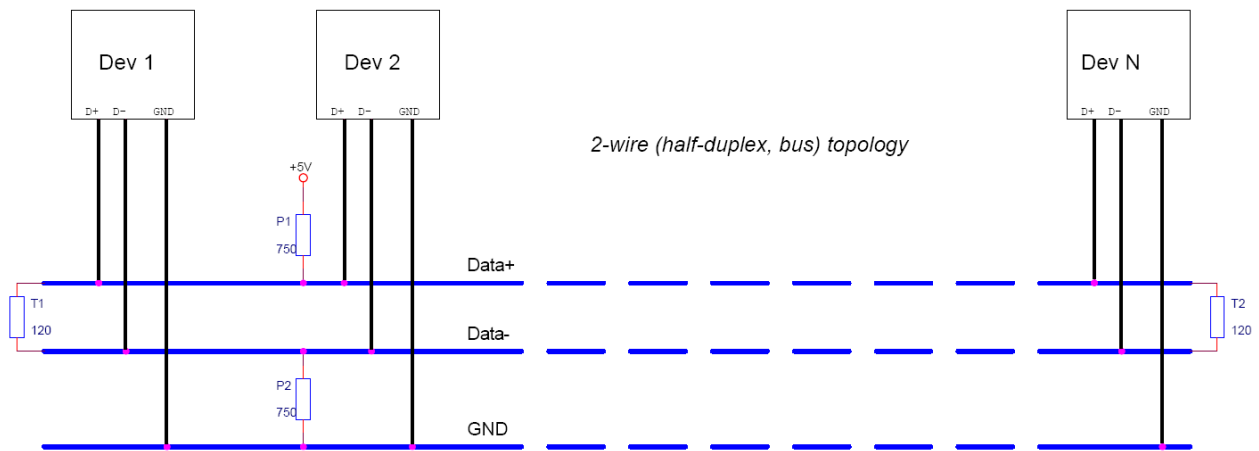 Dev 1
Dev 2
Dev N
D+ D- GND
D+ D- GND
D+ D- GND
2-wire (half-duplex, bus) topology
+5V
P1
750
Data+
T1
120
T2
120
Data-
P2
750
GND